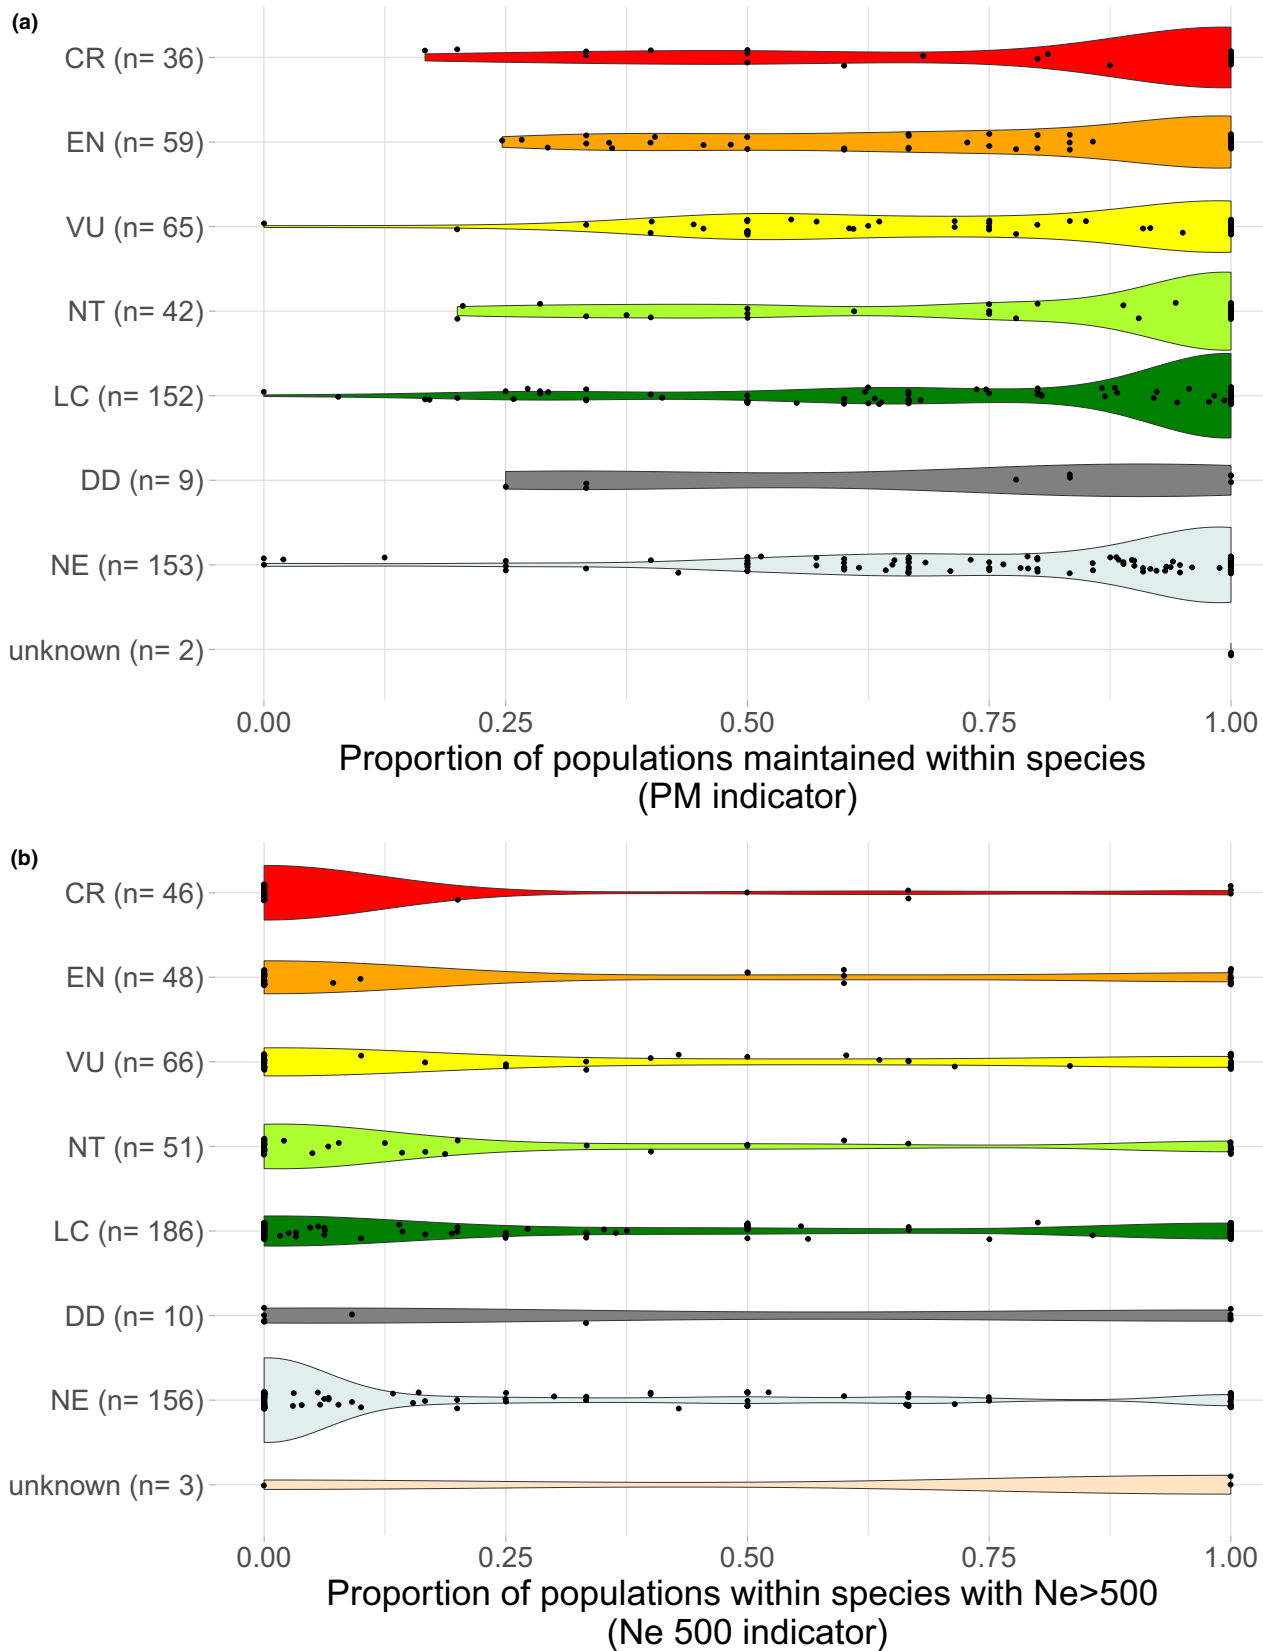 (a)
CR (n= 36)
EN (n= 59)
VU (n= 65)
NT (n= 42)
LC (n= 152)
DD (n= 9)
NE (n= 153)
unknown (n= 2)
0.00 0.25 0.50 0.75 1.00
Proportion of populations maintained within species
(PM indicator)
(b)
CR (n= 46)
EN (n= 48)
VU (n= 66)
NT (n= 51)
LC (n= 186)
DD (n= 10)
NE (n= 156)
unknown (n= 3)
0.00 0.25 0.50 0.75 1.00
Proportion of populations within species with Ne>500
(Ne 500 indicator)